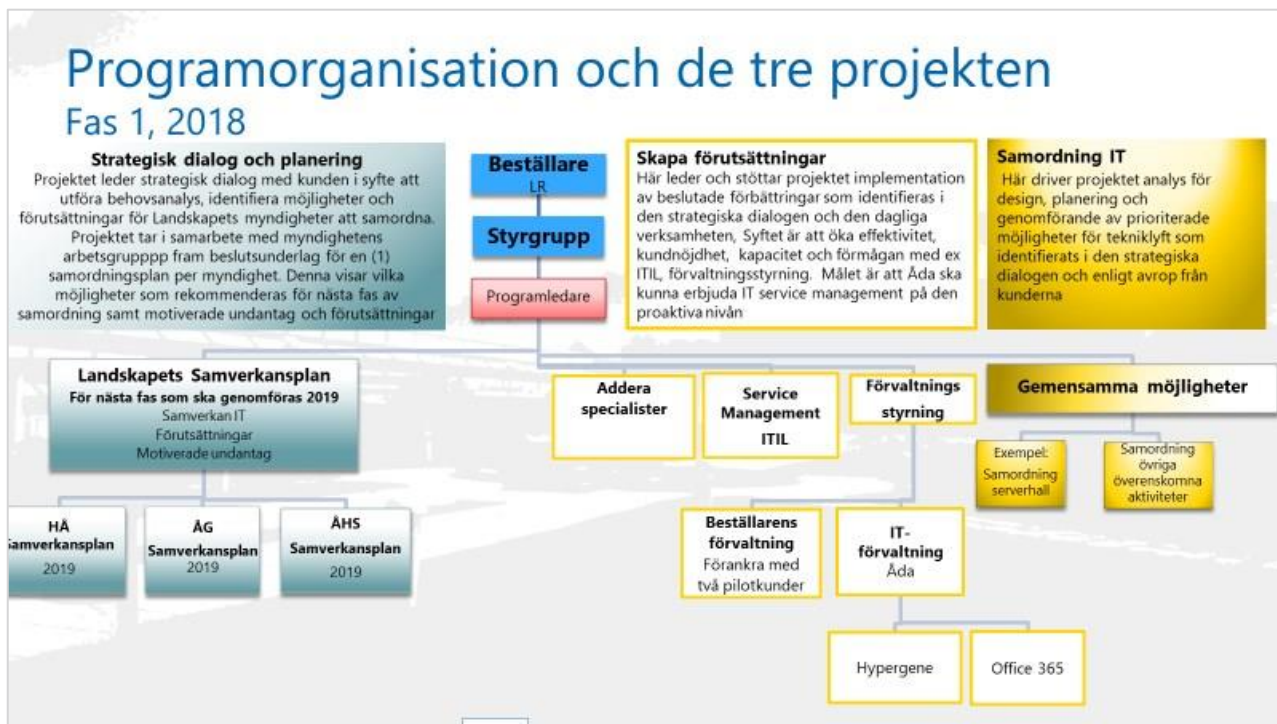 Programorganisation och de tre projekten
Fas 1, 2018
Strategisk dialog och planering
Projektet leder strategisk dialog med kunden i syfte att
utföra behovsanalys, identifiera möjligheter och
förutsättningar för Landskapets myndigheter att samordna.
Projektet tar i samarbete med myndighetens
arbetsgrupppp fram beslutsunderlag för en (1)
samordningsplan per myndighet. Denna visar vilka
möjligheter som rekommenderas för nästa fas av
samordning samt motiverade undantag och förutsättningar
Beställare
LR
Styrgrupp
Programledare
Skapa förutsättningar
Här leder och stöttar projektet implementation
av beslutade förbättringar som identifieras i
den strategiska dialogen och den dagliga
verksamheten, Syftet är att öka effektivitet,
kundnöjdhet, kapacitet och förmågan med ex
ITIL, förvaltningsstyrning. Målet är att Åda ska
kunna erbjuda IT service management på den
proaktiva nivån
Samordning IT
Här driver projektet analys för
design, planering och
genomförande av prioriterade
möjligheter för tekniklyft som
identifierats i den strategiska
dialogen och enligt avrop från
kunderna
Landskapets Samverkansplan
För nästa fas som ska genomföras 2019
Samverkan IT
Förutsättningar
Motiverade undantag
Addera
specialister
Service
Management
ITIL
Förvaltnings
styrning
Gemensamma möjligheter
Exempel:
Samordning
serverhall
Samordning
övriga
överenskomna
aktiviteter
HÅ
Samverkansplan
2019
ÅG
Samverkansplan
2019
ÅHS
Samverkansplan
2019
Beställarens
förvaltning
Förankra med
två pilotkunder
IT-
förvaltning
Åda
Hypergene
Office 365